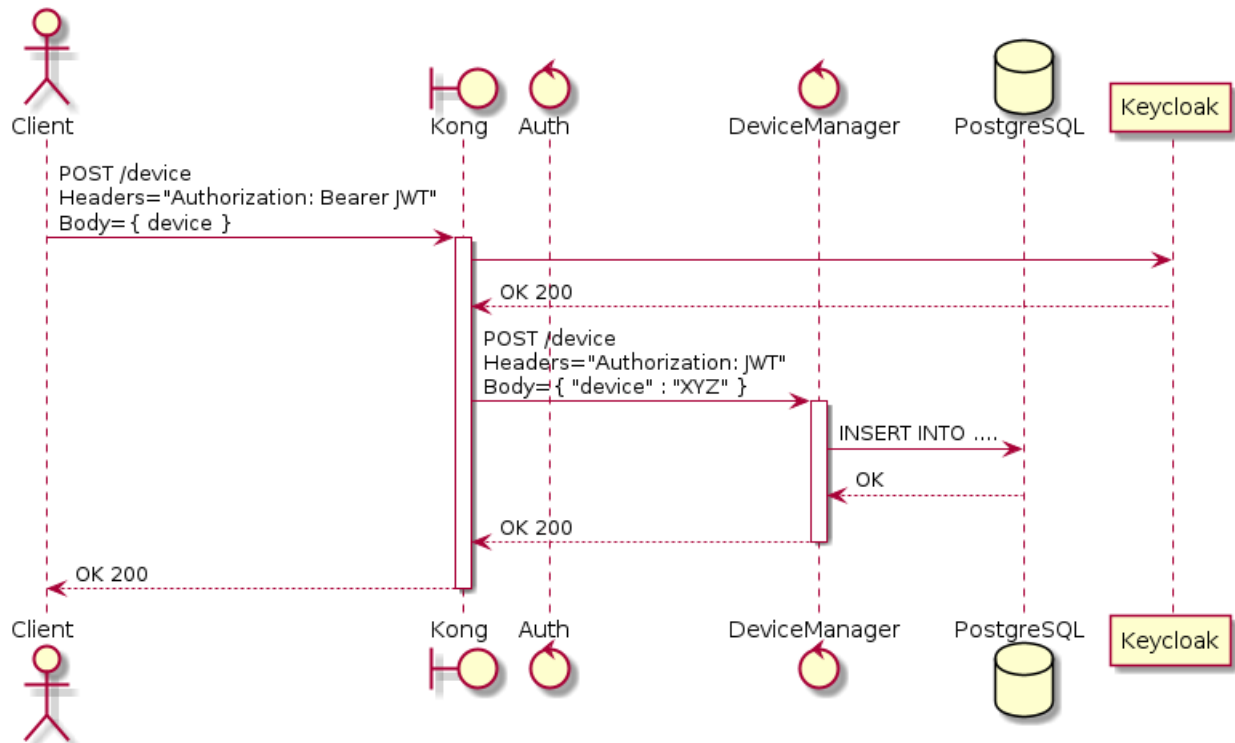 Client
Kong
Auth
DeviceManager
PostgreSQL
Keycloak
POST /device
Headers="Authorization: Bearer JWT"
Body={ device }
OK 200
POST /device
Headers="Authorization: JWT"
Body={ "device" : "XYZ" }
INSERT INTO ....
OK
OK 200
OK 200
Client
Kong
Auth
DeviceManager
PostgreSQL
Keycloak